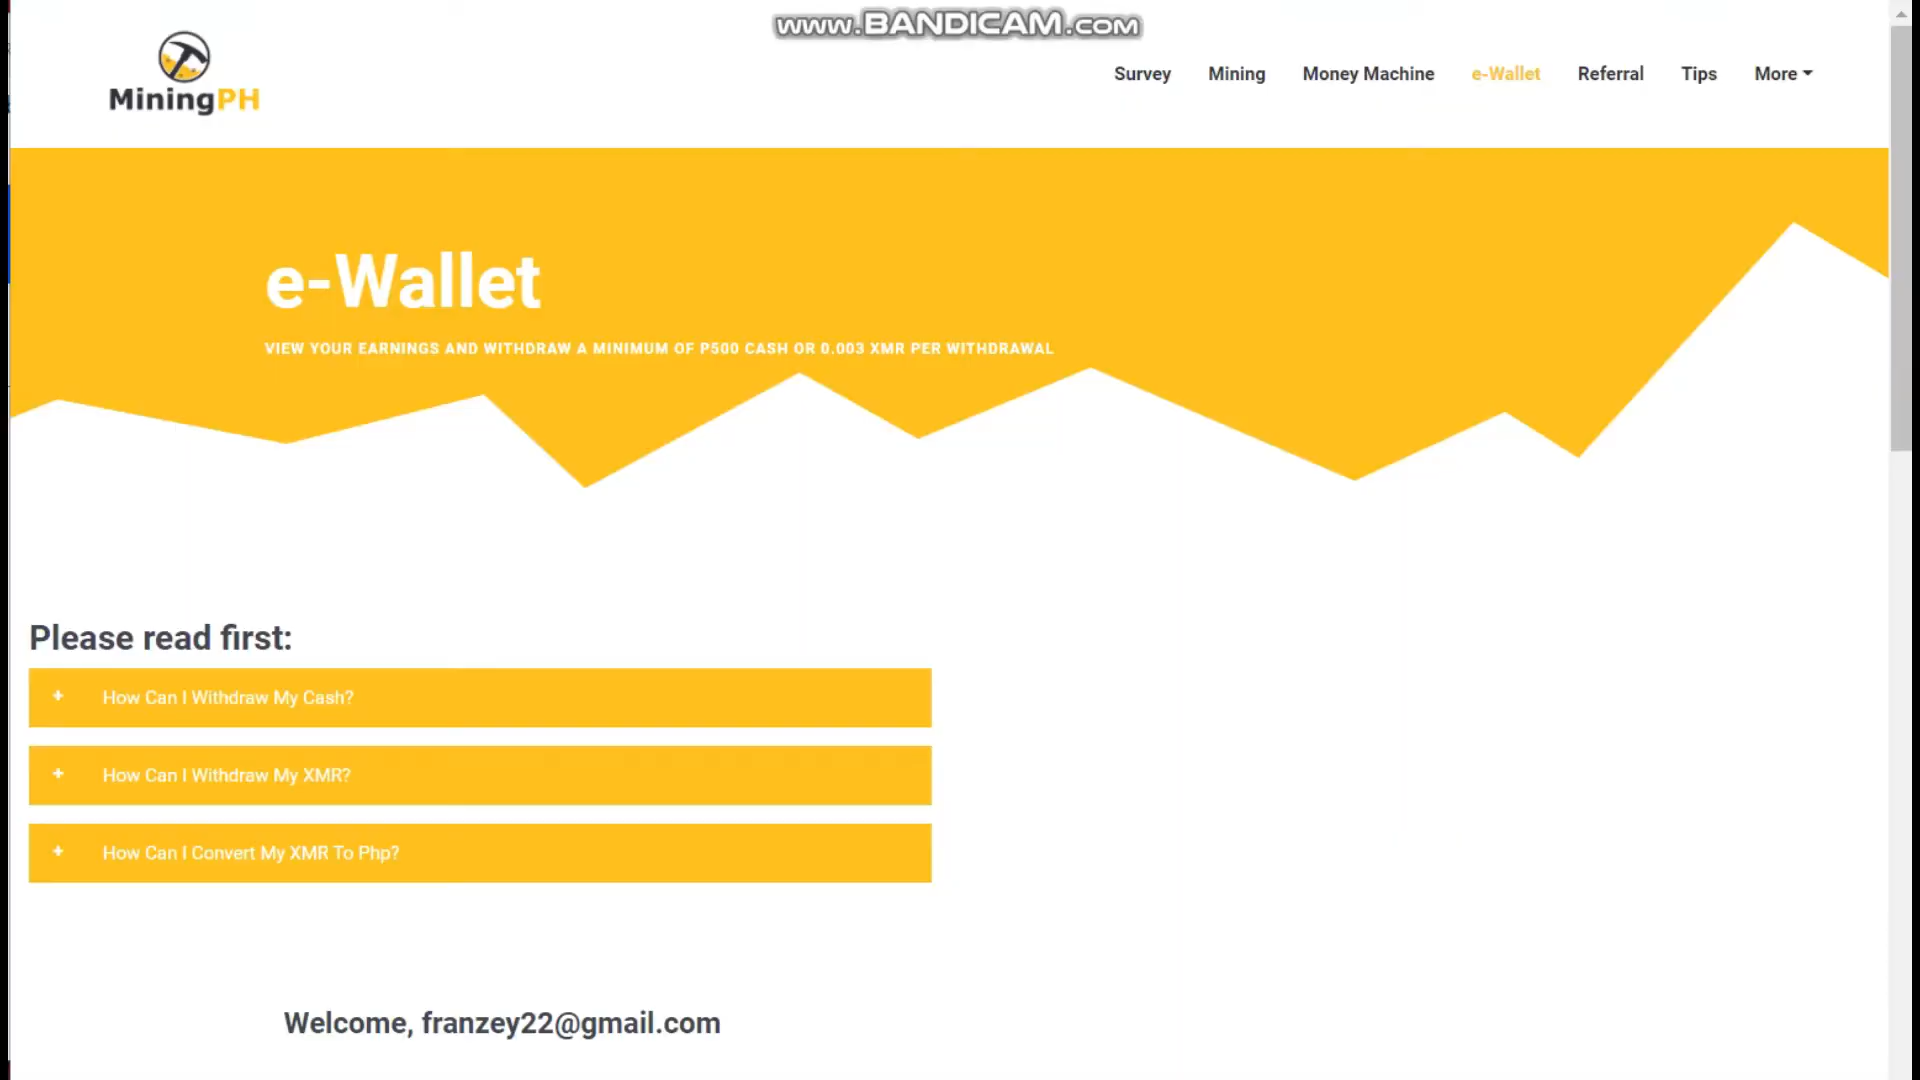 www.BANDICAM.com
MiningPH
Survey Mining Money Machine e-Wallet Referral Tips More
e-Wallet
VIEW YOUR EARNINGS AND WITHDRAW A MINIMUM OF P500 CASH OR 0.003 XMR PER WITHDRAWAL
Please read first:
+ How Can I Withdraw My Cash?
+ How Can I Withdraw My XMR?
+ How Can I Convert My XMR To Php?
Welcome, franzey22@gmail.com